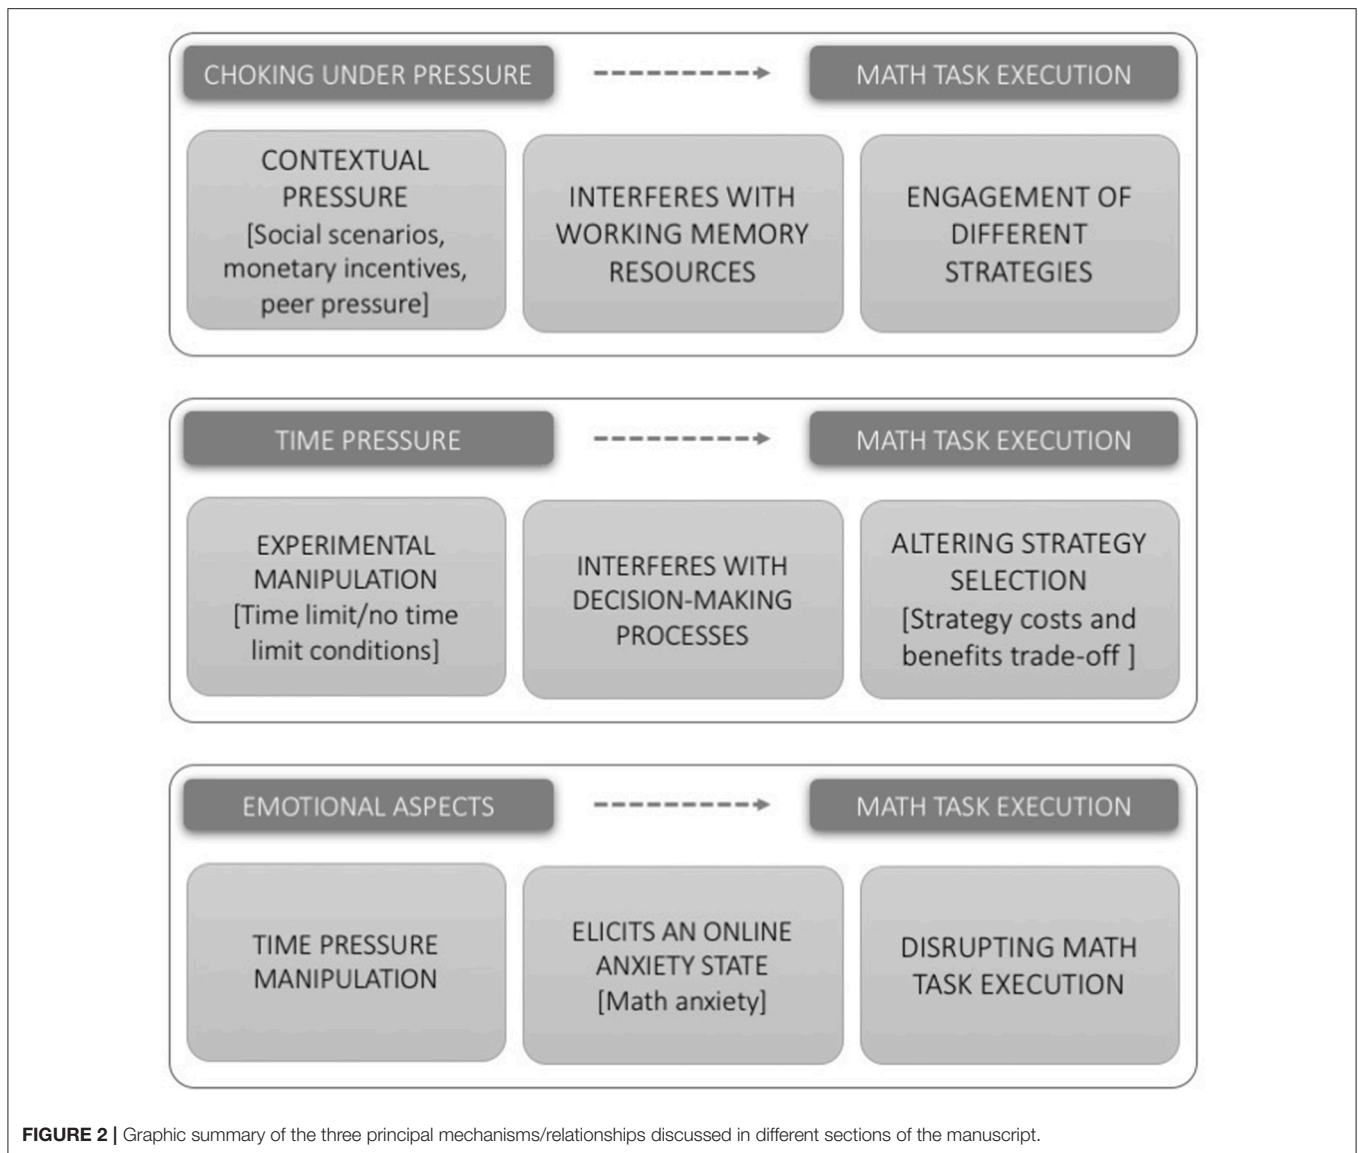 CHOKING UNDER PRESSURE
MATH TASK EXECUTION
CONTEXTUAL
PRESSURE
[Social scenarios,
monetary incentives,
peer pressure]
INTERFERES WITH
WORKING MEMORY
RESOURCES
ENGAGEMENT OF
DIFFERENT
STRATEGIES
TIME PRESSURE
MATH TASK EXECUTION
EXPERIMENTAL
MANIPULATION
[Time limit/no time
limit conditions]
INTERFERES WITH
DECISION-MAKING
PROCESSES
ALTERING STRATEGY
SELECTION
[Strategy costs and
benefits trade-off ]
EMOTIONAL ASPECTS
MATH TASK EXECUTION
TIME PRESSURE
MANIPULATION
ELICITS AN ONLINE
ANXIETY STATE
[Math anxiety]
DISRUPTING MATH
TASK EXECUTION
FIGURE 2 | Graphic summary of the three principal mechanisms/relationships discussed in different sections of the manuscript.